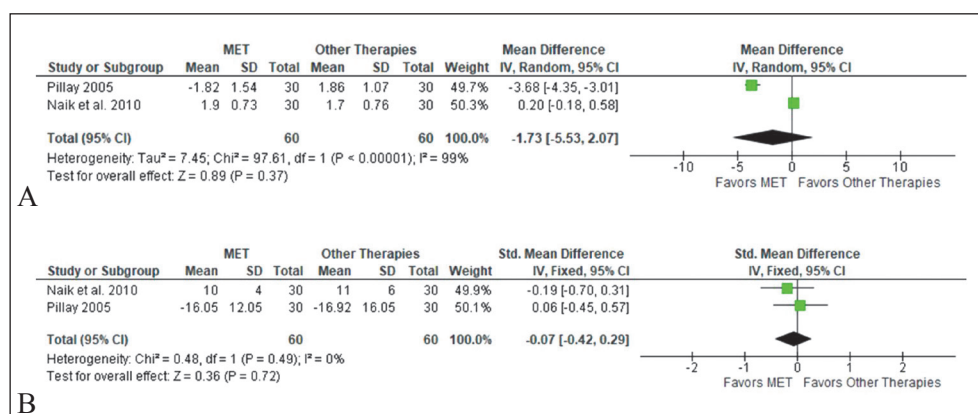 MET Other Therapies Mean Difference Mean Difference
Study or Subgroup Mean SD Total Mean SD Total Weight IV, Random, 95% CI IV, Random, 95% CI
Pillay 2005 -1.82 1.54 30 1.86 1.07 30 49.7% -3.68 [-4.35, -3.01]
Naik et al. 2010 1.9 0.73 30 1.7 0.76 30 50.3% 0.20 [-0.18, 0.58]
Total (95% CI) 60 60 100.0% -1.73 [-5.53, 2.07]
Heterogeneity: Tau² = 7.45; Chi² = 97.61, df = 1 (P < 0.00001); I² = 99%
Test for overall effect: Z = 0.89 (P = 0.37)
-10 -5 0 5 10
Favors MET Favors Other Therapies
A
MET Other Therapies Std. Mean Difference Std. Mean Difference
Study or Subgroup Mean SD Total Mean SD Total Weight IV, Fixed, 95% CI IV, Fixed, 95% CI
Naik et al. 2010 10 4 30 11 6 30 49.9% -0.19 [-0.70, 0.31]
Pillay 2005 -16.05 12.05 30 -16.92 16.05 30 50.1% 0.06 [-0.45, 0.57]
Total (95% CI) 60 60 100.0% -0.07 [-0.42, 0.29]
Heterogeneity: Chi² = 0.48, df = 1 (P = 0.49); I² = 0%
Test for overall effect: Z = 0.36 (P = 0.72)
-2 -1 0 1 2
Favors MET Favors Other Therapies
B